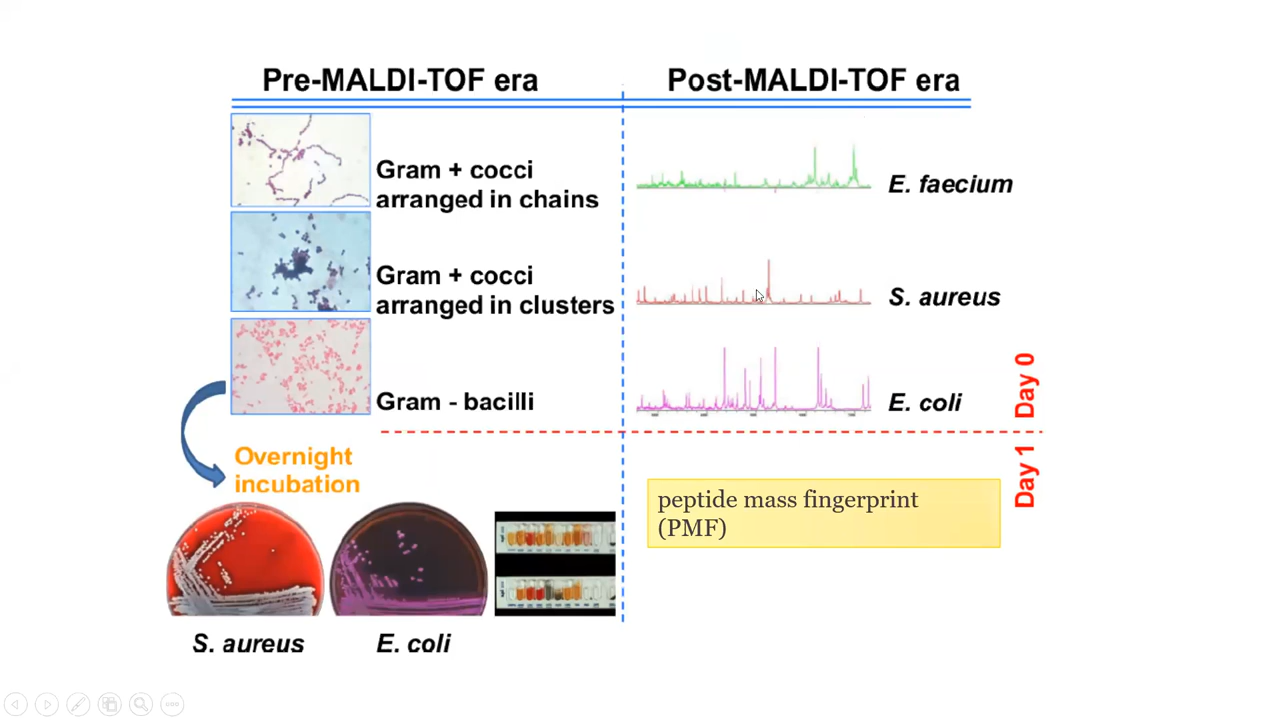 Pre-MALDI-TOF era
Post-MALDI-TOF era
Gram + cocci
arranged in chains
E. faecium
Gram + cocci
arranged in clusters
S. aureus
Gram - bacilli
E. coli
Day 0
Day 1
Overnight
incubation
peptide mass fingerprint
(PMF)
S. aureus
E. coli